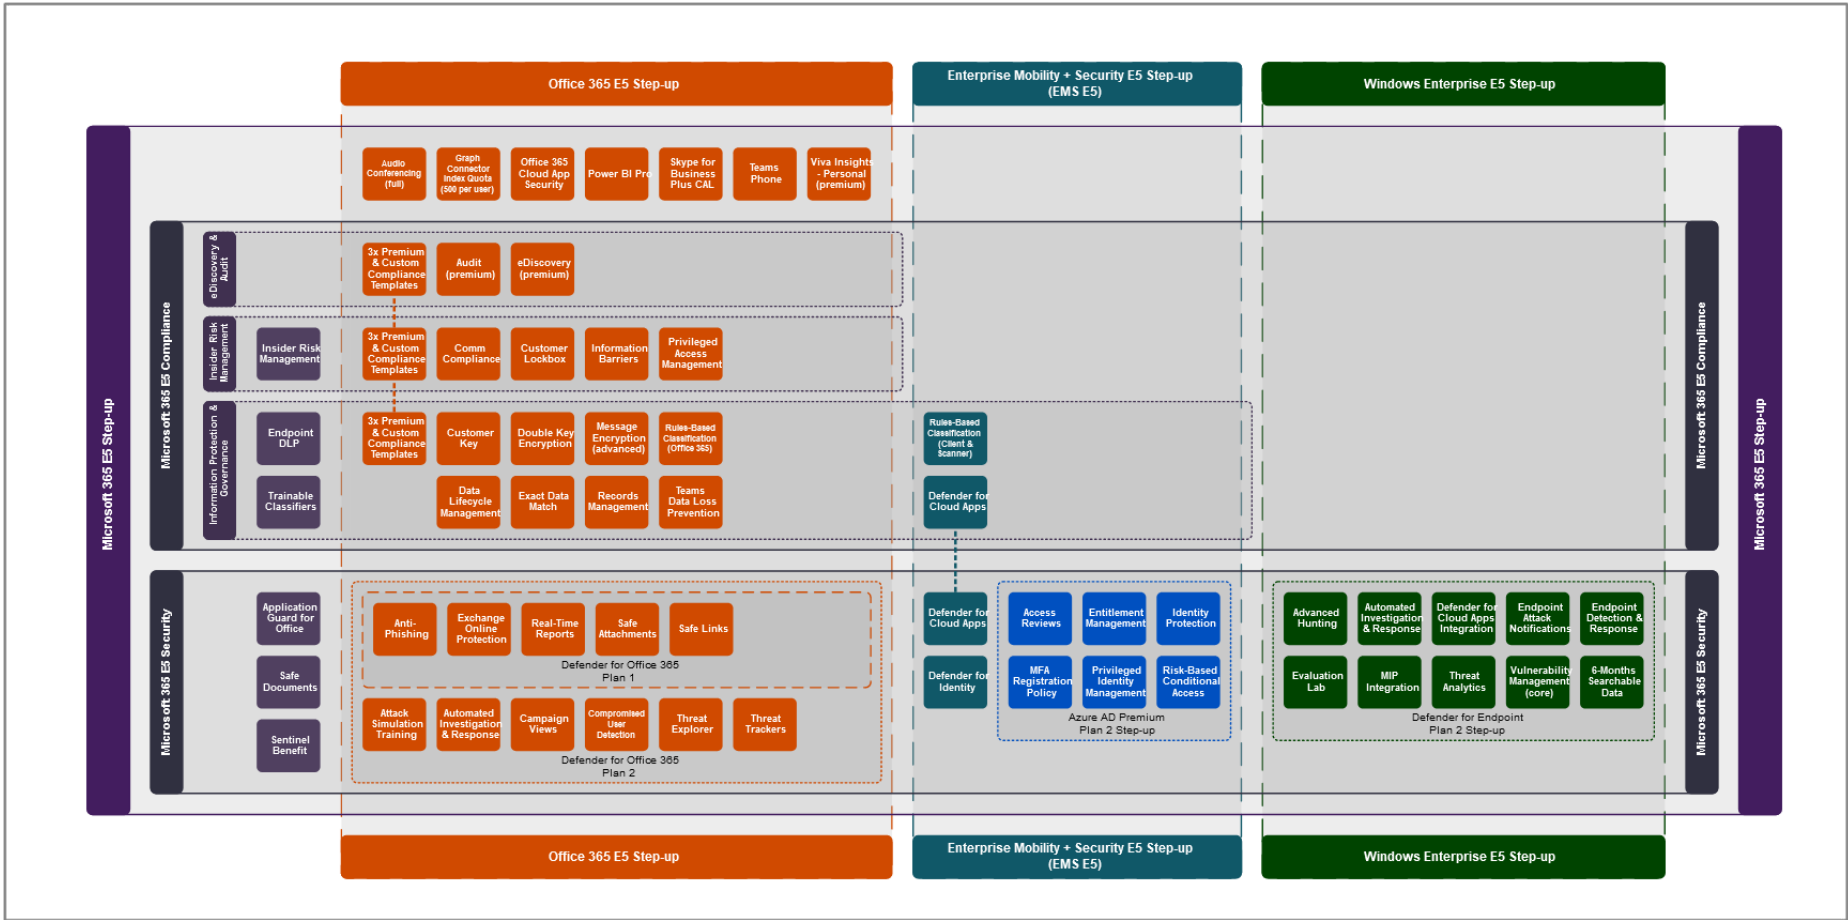 Office 365 E5 Step-up
Enterprise Mobility + Security E5 Step-up
(EMS E5)
Windows Enterprise E5 Step-up
Microsoft 365 E5 Step-up
Audio
Conferencing
(full)
Graph
Connector
Index Quota
(500 per user)
Office 365
Cloud App
Security
Power BI Pro
Skype for
Business
Plus CAL
Teams
Phone
Viva Insights
- Personal
(premium)
Microsoft 365 E5 Step-up
Microsoft 365 E5 Compliance
eDiscovery &
Audit
3x Premium
& Custom
Compliance
Templates
Audit
(premium)
eDiscovery
(premium)
Insider Risk
Management
Insider Risk
Management
3x Premium
& Custom
Compliance
Templates
Comm
Compliance
Customer
Lockbox
Information
Barriers
Privileged
Access
Management
Information Protection &
Governance
Endpoint
DLP
3x Premium
& Custom
Compliance
Templates
Customer
Key
Double Key
Encryption
Message
Encryption
(advanced)
Rules-Based
Classification
(Office 365)
Rules-Based
Classification
(Client &
Scanner)
Trainable
Classifiers
Data
Lifecycle
Management
Exact Data
Match
Records
Management
Teams
Data Loss
Prevention
Defender for
Cloud Apps
Microsoft 365 E5 Compliance
Microsoft 365 E5 Security
Application
Guard for
Office
Safe
Documents
Sentinel
Benefit
Anti-
Phishing
Exchange
Online
Protection
Real-Time
Reports
Safe
Attachments
Safe Links
Defender for Office 365
Plan 1
Attack
Simulation
Training
Automated
Investigation
& Response
Campaign
Views
Compromised
User
Detection
Threat
Explorer
Threat
Trackers
Defender for Office 365
Plan 2
Defender for
Cloud Apps
Defender for
Identity
Access
Reviews
Entitlement
Management
Identity
Protection
MFA
Registration
Policy
Privileged
Identity
Management
Risk-Based
Conditional
Access
Azure AD Premium
Plan 2 Step-up
Advanced
Hunting
Automated
Investigation
& Response
Defender for
Cloud Apps
Integration
Endpoint
Attack
Notifications
Endpoint
Detection &
Response
Evaluation
Lab
MIP
Integration
Threat
Analytics
Vulnerability
Management
(core)
6-Months
Searchable
Data
Defender for Endpoint
Plan 2 Step-up
Microsoft 365 E5 Security
Office 365 E5 Step-up
Enterprise Mobility + Security E5 Step-up
(EMS E5)
Windows Enterprise E5 Step-up